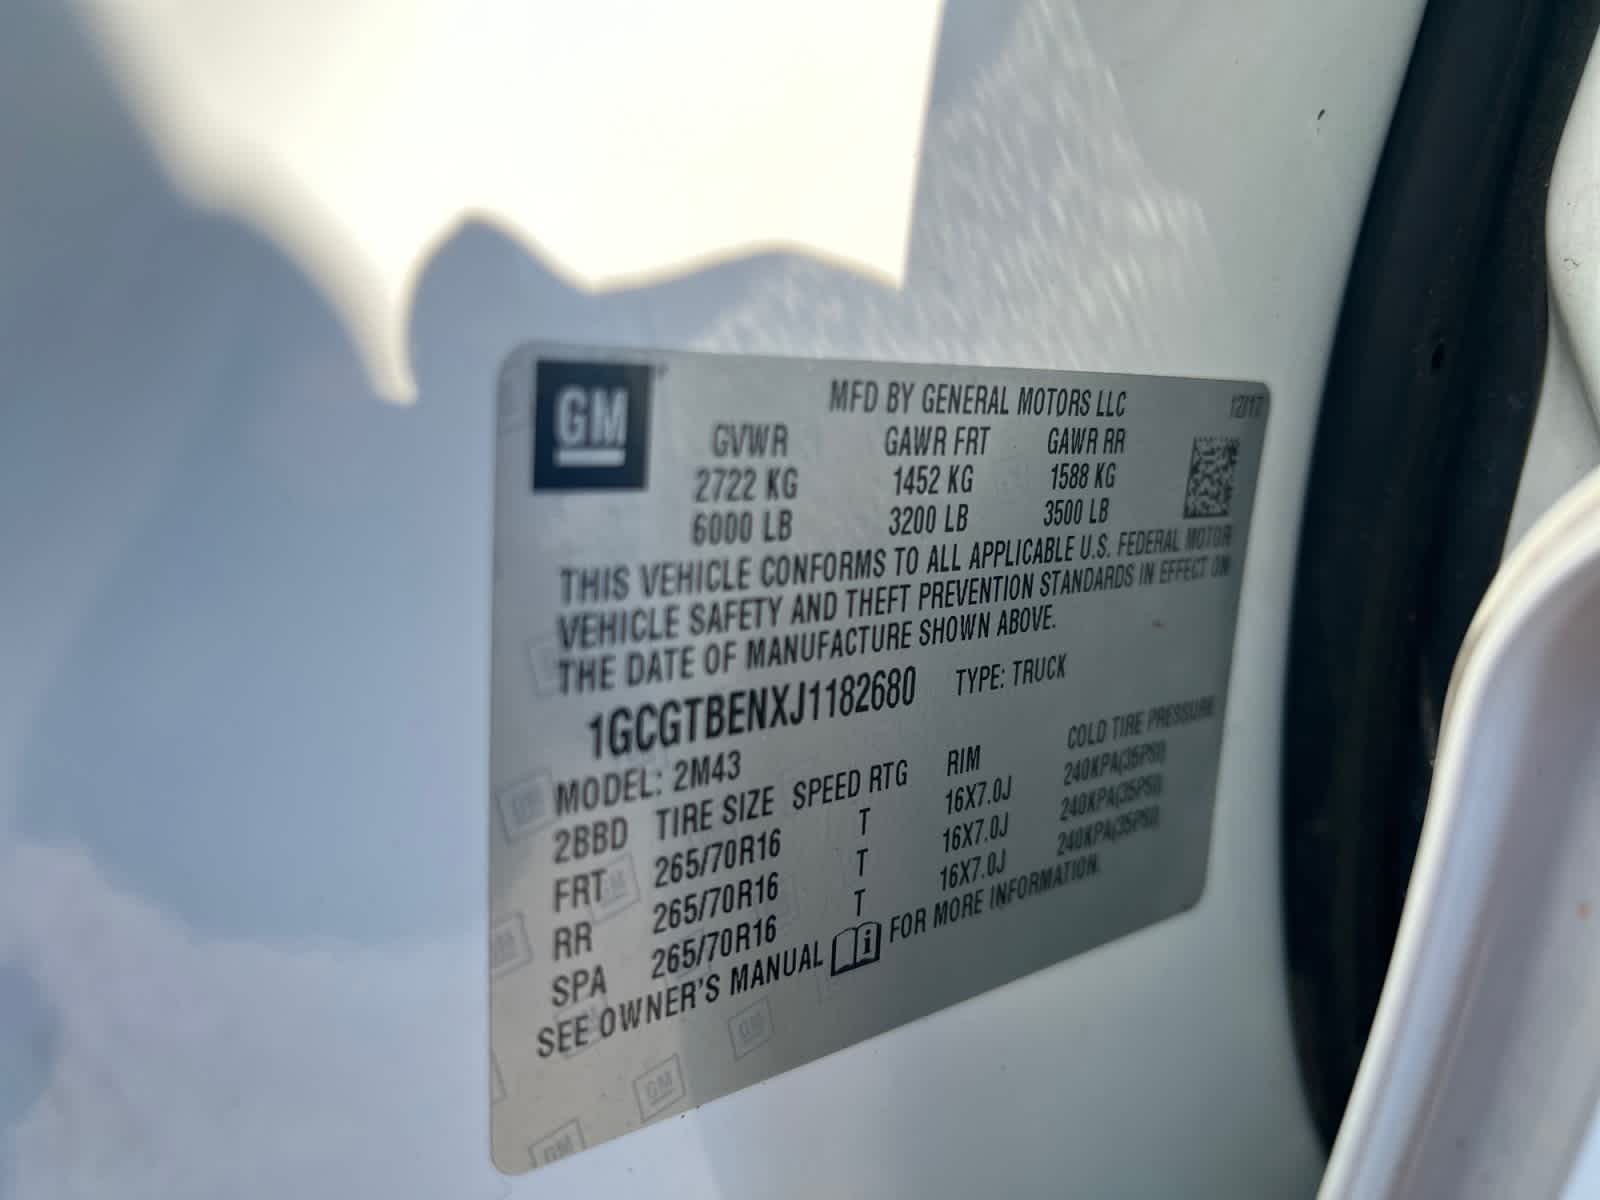 GM
MFD BY GENERAL MOTORS LLC 12/17
GVWR GAWR FRT GAWR RR
2722 KG 1452 KG 1588 KG
6000 LB 3200 LB 3500 LB
THIS VEHICLE CONFORMS TO ALL APPLICABLE U.S. FEDERAL MOTOR
VEHICLE SAFETY AND THEFT PREVENTION STANDARDS IN EFFECT ON
THE DATE OF MANUFACTURE SHOWN ABOVE.
1GCGTBENXJ1182680 TYPE: TRUCK
MODEL: 2M43
2BBD TIRE SIZE SPEED RTG RIM COLD TIRE PRESSURE
FRT 265/70R16 T 16X7.0J 240KPA(35PSI)
RR 265/70R16 T 16X7.0J 240KPA(35PSI)
SPA 265/70R16 T 16X7.0J 240KPA(35PSI)
SEE OWNER'S MANUAL i FOR MORE INFORMATION.